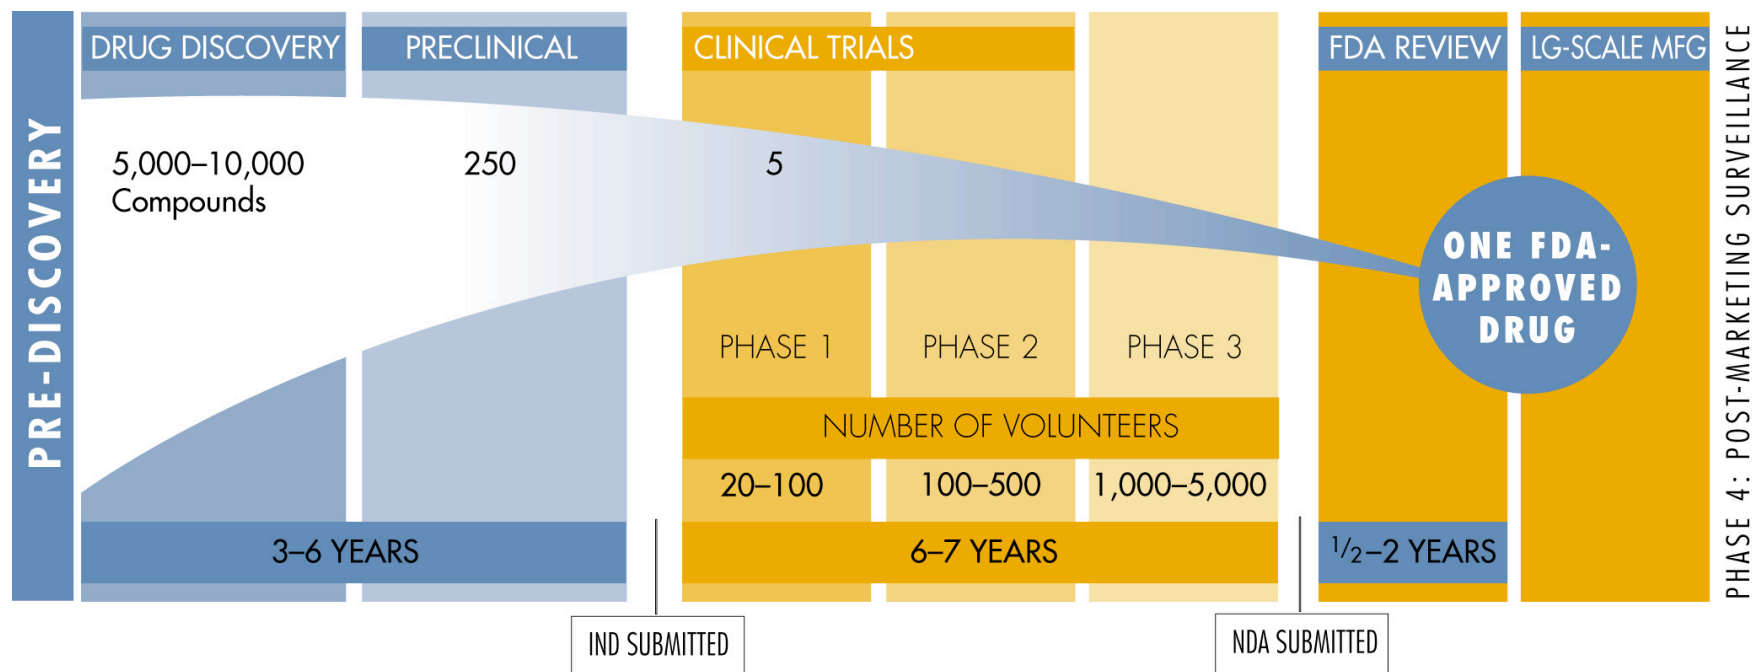 PRE-DISCOVERY
DRUG DISCOVERY
PRECLINICAL
CLINICAL TRIALS
FDA REVIEW
LG-SCALE MFG
5,000–10,000
Compounds
250
5
ONE FDA-
APPROVED
DRUG
PHASE 1
PHASE 2
PHASE 3
NUMBER OF VOLUNTEERS
20–100
100–500
1,000–5,000
3–6 YEARS
6–7 YEARS
1/2–2 YEARS
IND SUBMITTED
NDA SUBMITTED
PHASE 4: POST-MARKETING SURVEILLANCE